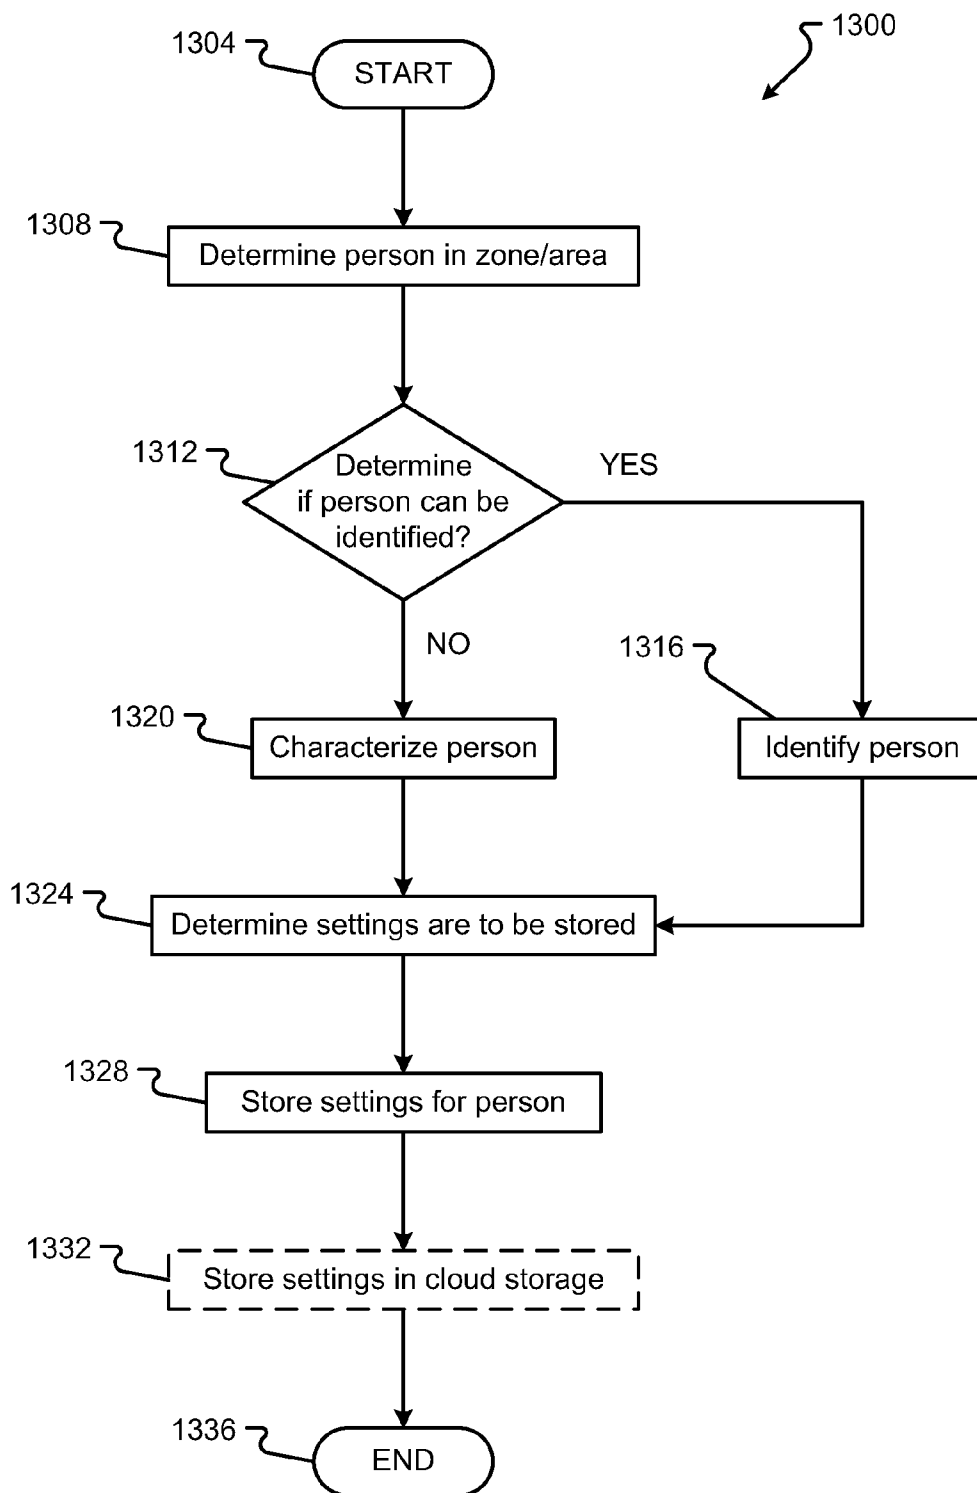 1300
1304
START
1308
Determine person in zone/area
1312
Determine
if person can be
identified?
YES
NO
1316
1320
Characterize person
Identify person
1324
Determine settings are to be stored
1328
Store settings for person
1332
Store settings in cloud storage
1336
END